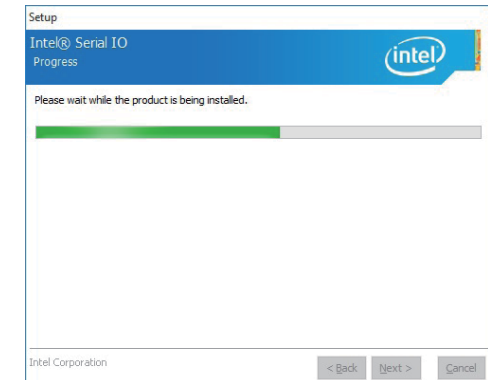 Setup
Intel® Serial IO
Progress
intel
Please wait while the product is being installed.
Intel Corporation
< Back Next > Cancel